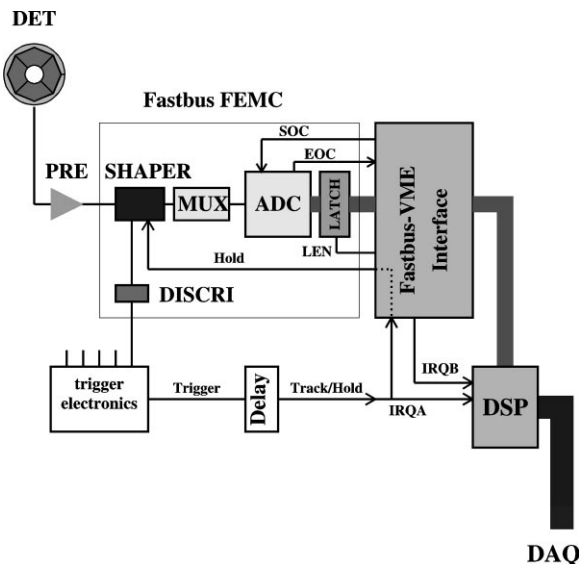 DET
Fastbus FEMC
SOC
EOC
PRE
SHAPER
MUX
ADC
LATCH
Fastbus-VME
Interface
LEN
Hold
DISCRI
IRQB
trigger
electronics
Trigger
Delay
Track/Hold
IRQA
DSP
DAQ